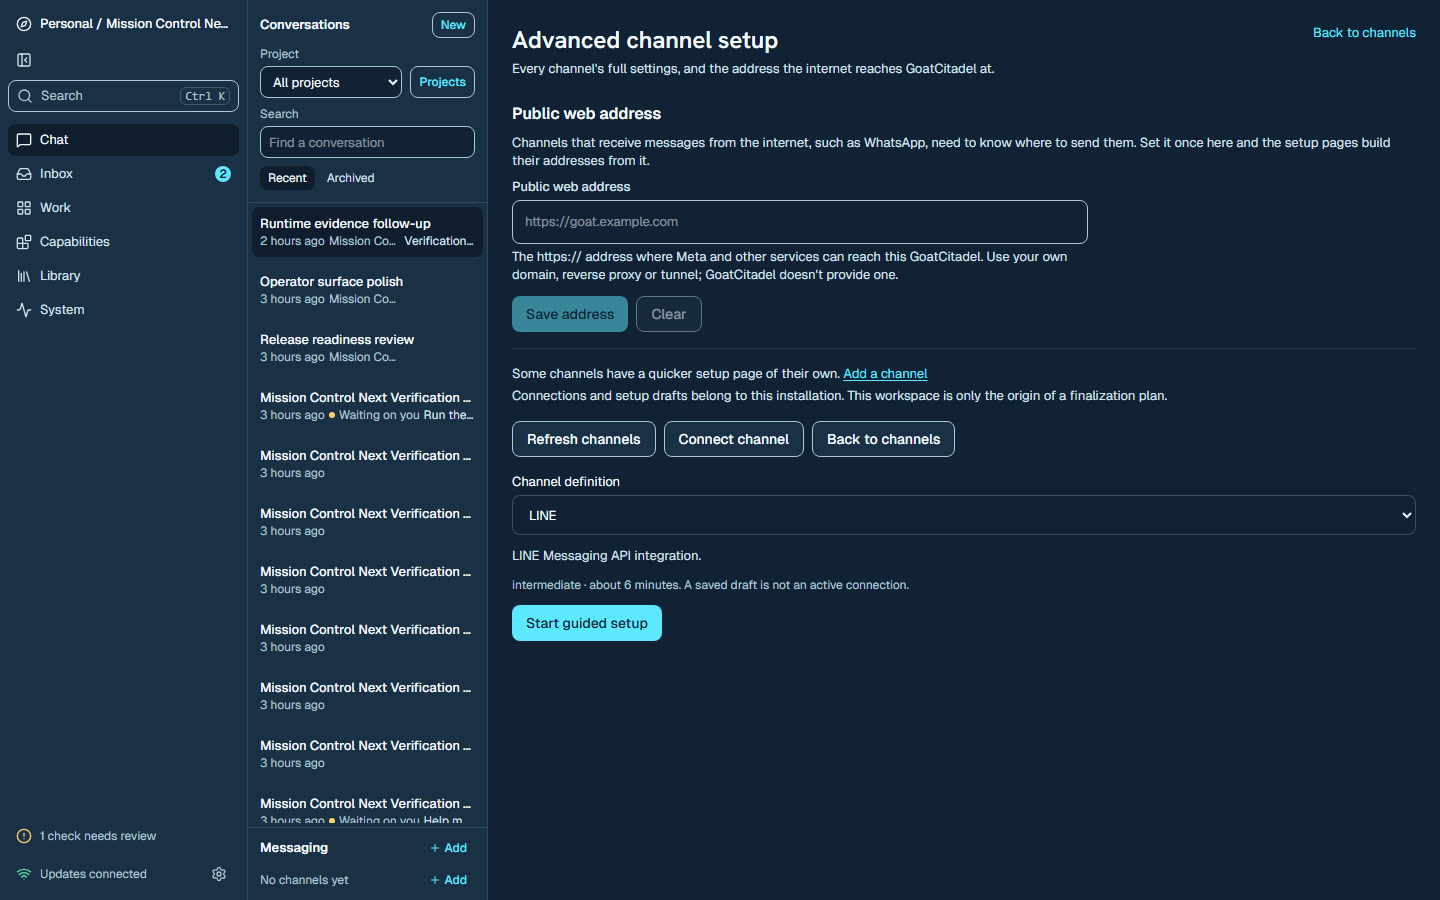 Personal / Mission Control Ne...
Search
Ctrl K
Chat
Inbox
2
Work
Capabilities
Library
System
1 check needs review
Updates connected
Conversations
New
Project
All projects
Projects
Search
Find a conversation
Recent
Archived
Runtime evidence follow-up
2 hours ago Mission Co... Verification...
Operator surface polish
3 hours ago Mission Co...
Release readiness review
3 hours ago Mission Co...
Mission Control Next Verification ...
3 hours ago Waiting on you Run the...
Mission Control Next Verification ...
3 hours ago
Mission Control Next Verification ...
3 hours ago
Mission Control Next Verification ...
3 hours ago
Mission Control Next Verification ...
3 hours ago
Mission Control Next Verification ...
3 hours ago
Mission Control Next Verification ...
3 hours ago
Mission Control Next Verification ...
3 hours ago Waiting on you Help m...
Messaging
+ Add
No channels yet
+ Add
Advanced channel setup
Back to channels
Every channel's full settings, and the address the internet reaches GoatCitadel at.
Public web address
Channels that receive messages from the internet, such as WhatsApp, need to know where to send them. Set it once here and the setup pages build
their addresses from it.
Public web address
https://goat.example.com
The https:// address where Meta and other services can reach this GoatCitadel. Use your own
domain, reverse proxy or tunnel; GoatCitadel doesn't provide one.
Save address
Clear
Some channels have a quicker setup page of their own. Add a channel
Connections and setup drafts belong to this installation. This workspace is only the origin of a finalization plan.
Refresh channels
Connect channel
Back to channels
Channel definition
LINE
LINE Messaging API integration.
intermediate · about 6 minutes. A saved draft is not an active connection.
Start guided setup